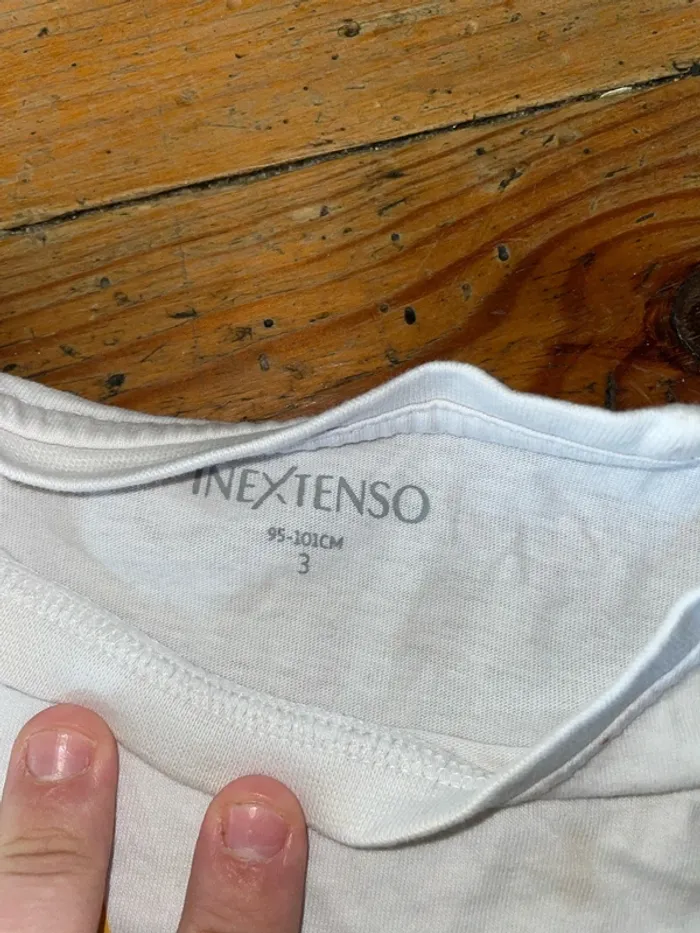 INEXTENSO
95-101CM
3